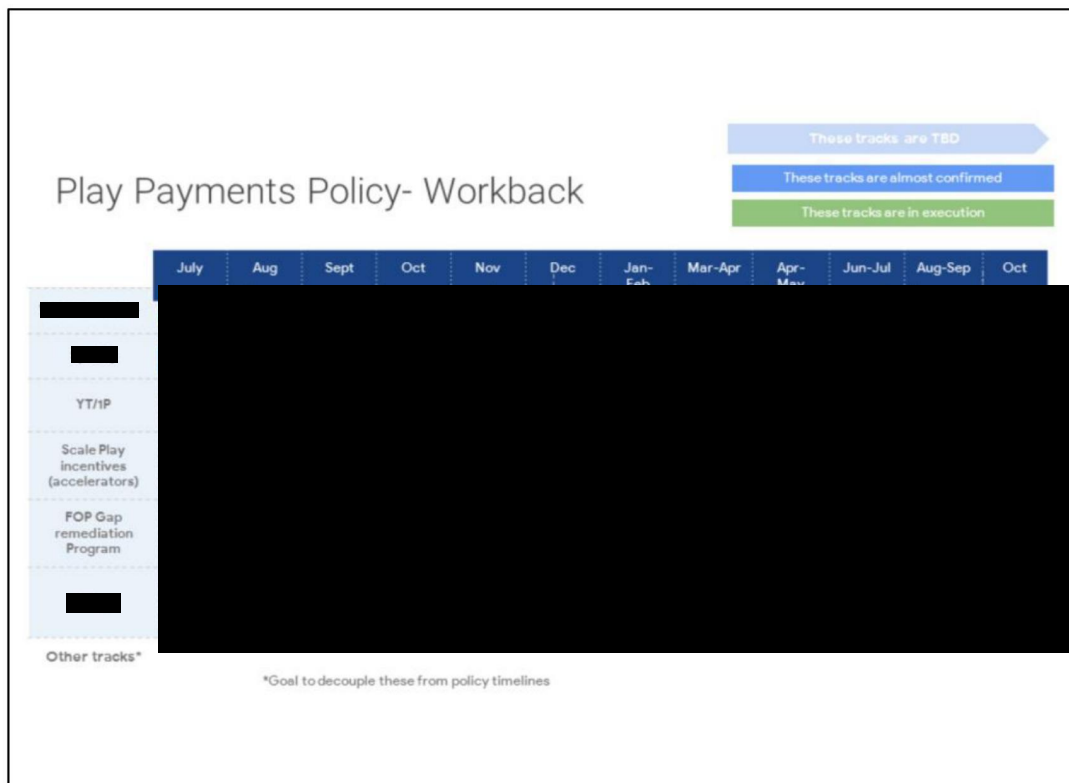 These tracks are TBD
Play Payments Policy- Workback
These tracks are almost confirmed
These tracks are in execution
July Aug Sept Oct Nov Dec Jan- Mar-Apr Apr- Jun-Jul Aug-Sep Oct
Feb May
YT/1P
Scale Play
incentives
(accelerators)
FOP Gap
remediation
Program
Other tracks*
*Goal to decouple these from policy timelines